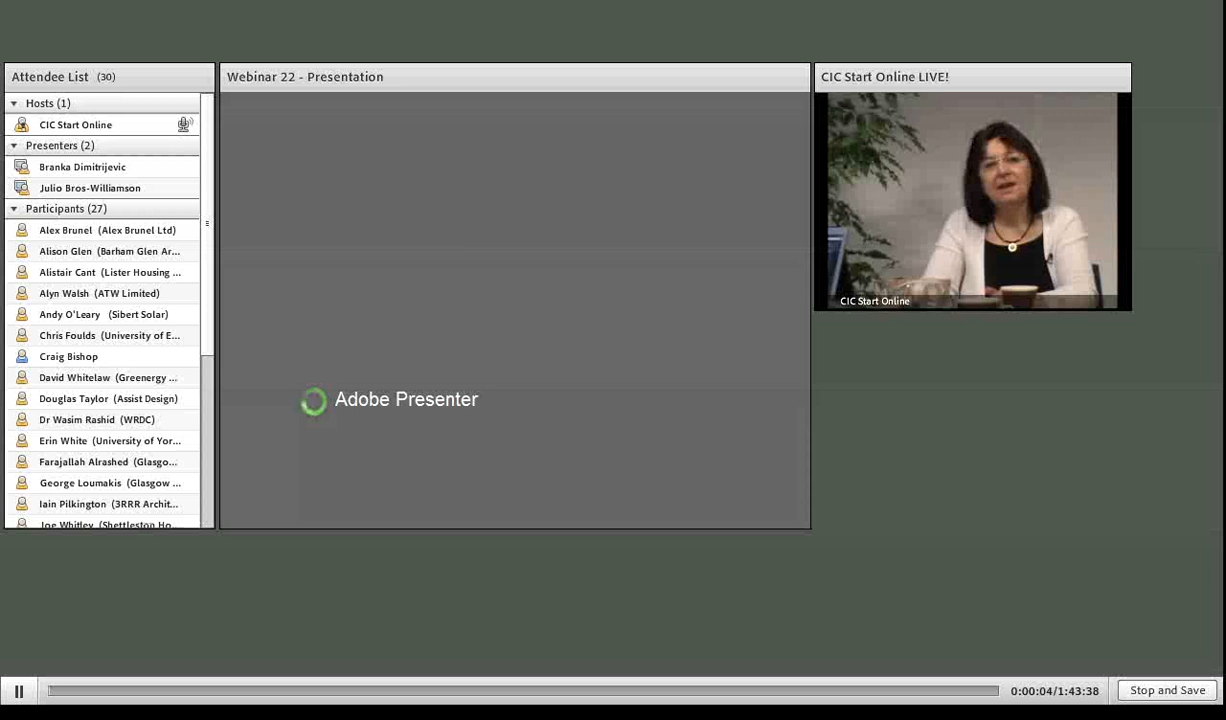 Attendee List (30)
Hosts (1)
CIC Start Online
Presenters (2)
Branka Dimitrijevic
Julio Bros-Williamson
Participants (27)
Alex Brunel (Alex Brunel Ltd)
Alison Glen (Barham Glen Ar...
Alistair Cant (Lister Housing ...
Alyn Walsh (ATW Limited)
Andy O'Leary (Sibert Solar)
Chris Foulds (University of E...
Craig Bishop
David Whitelaw (Greenergy ...
Douglas Taylor (Assist Design)
Dr Wasim Rashid (WRDC)
Erin White (University of Yor...
Farajallah Alrashed (Glasgo...
George Loumakis (Glasgow ...
Iain Pilkington (3RRR Archit...
Joe Whitley (Shettleston Ho...
Webinar 22 - Presentation
Adobe Presenter
CIC Start Online LIVE!
CIC Start Online
0:00:04/1:43:38
Stop and Save